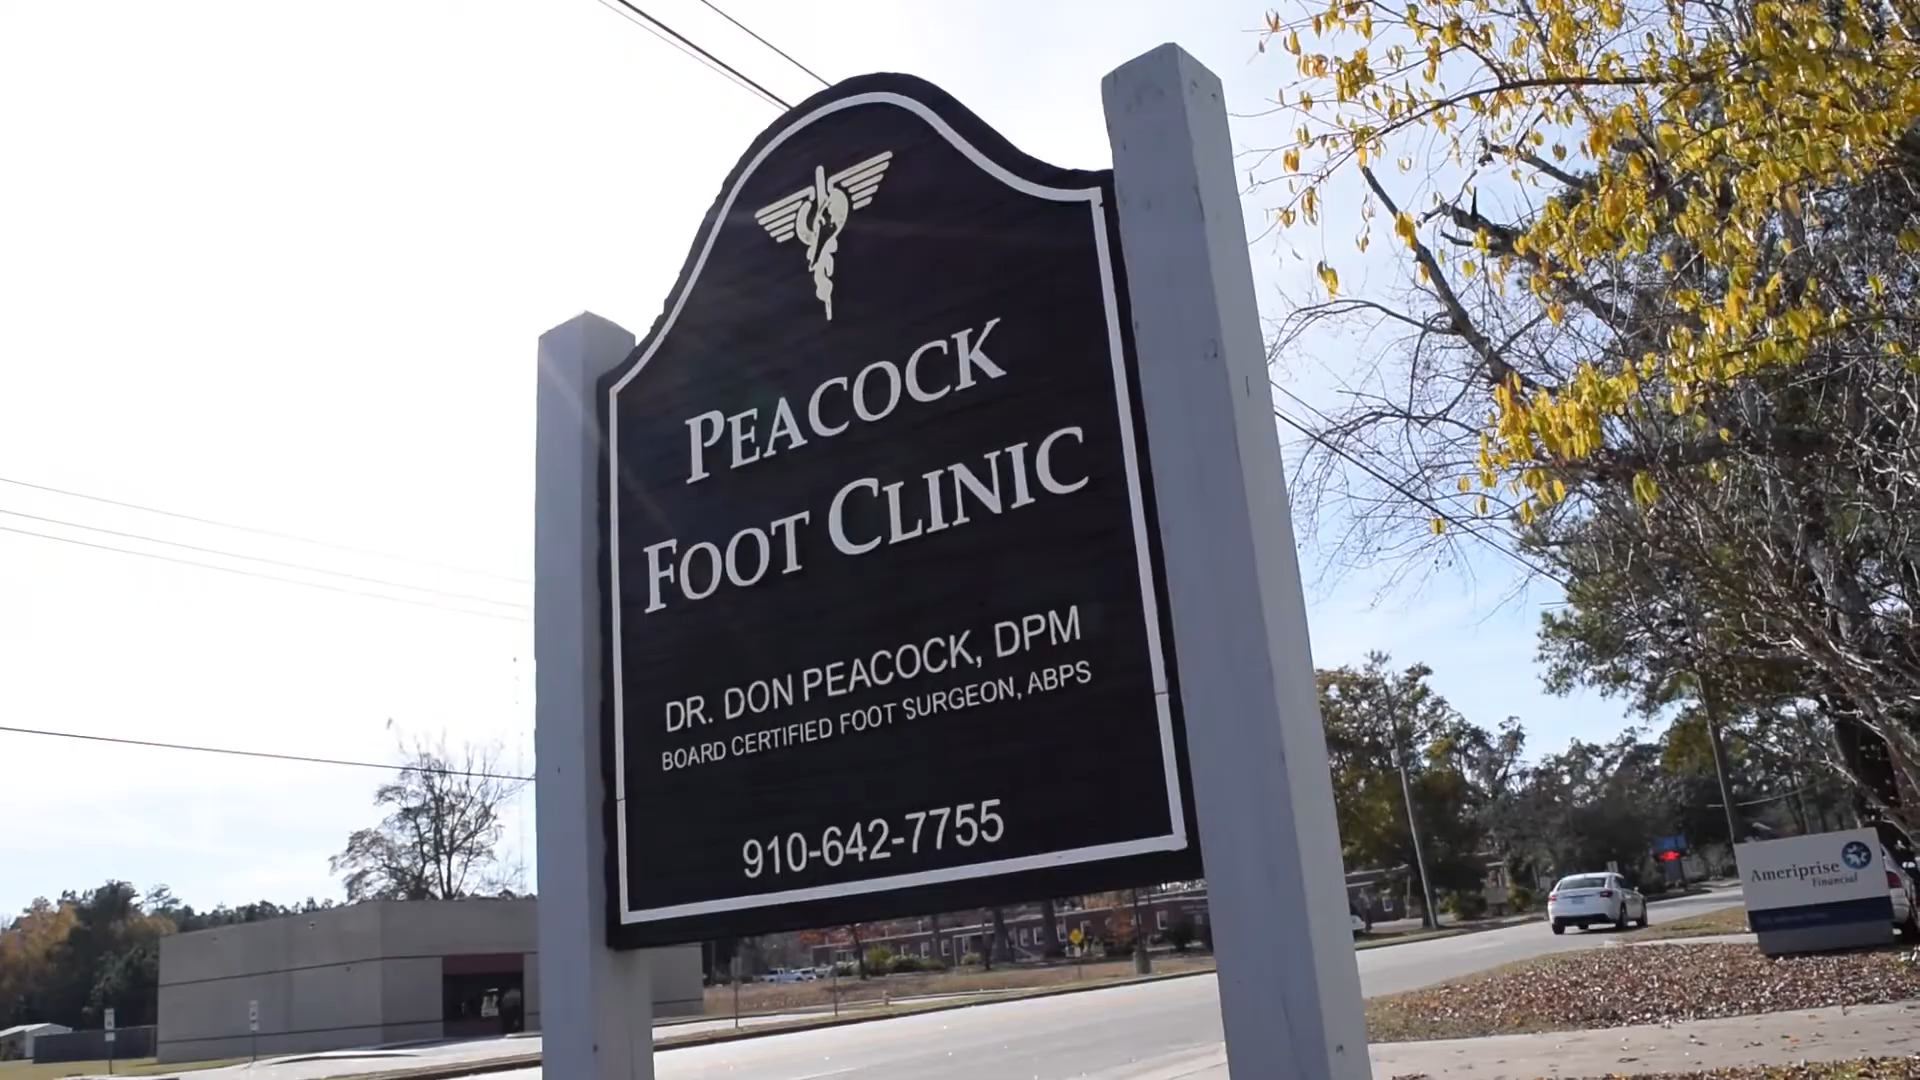 PEACOCK
FOOT CLINIC
DR. DON PEACOCK, DPM
BOARD CERTIFIED FOOT SURGEON, ABPS
910-642-7755
Ameriprise
Financial